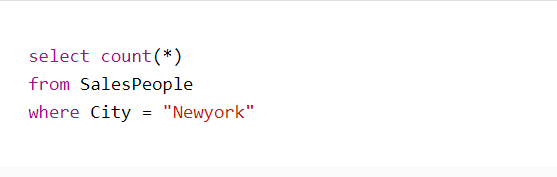 select count(*)
from SalesPeople
where City = "Newyork"